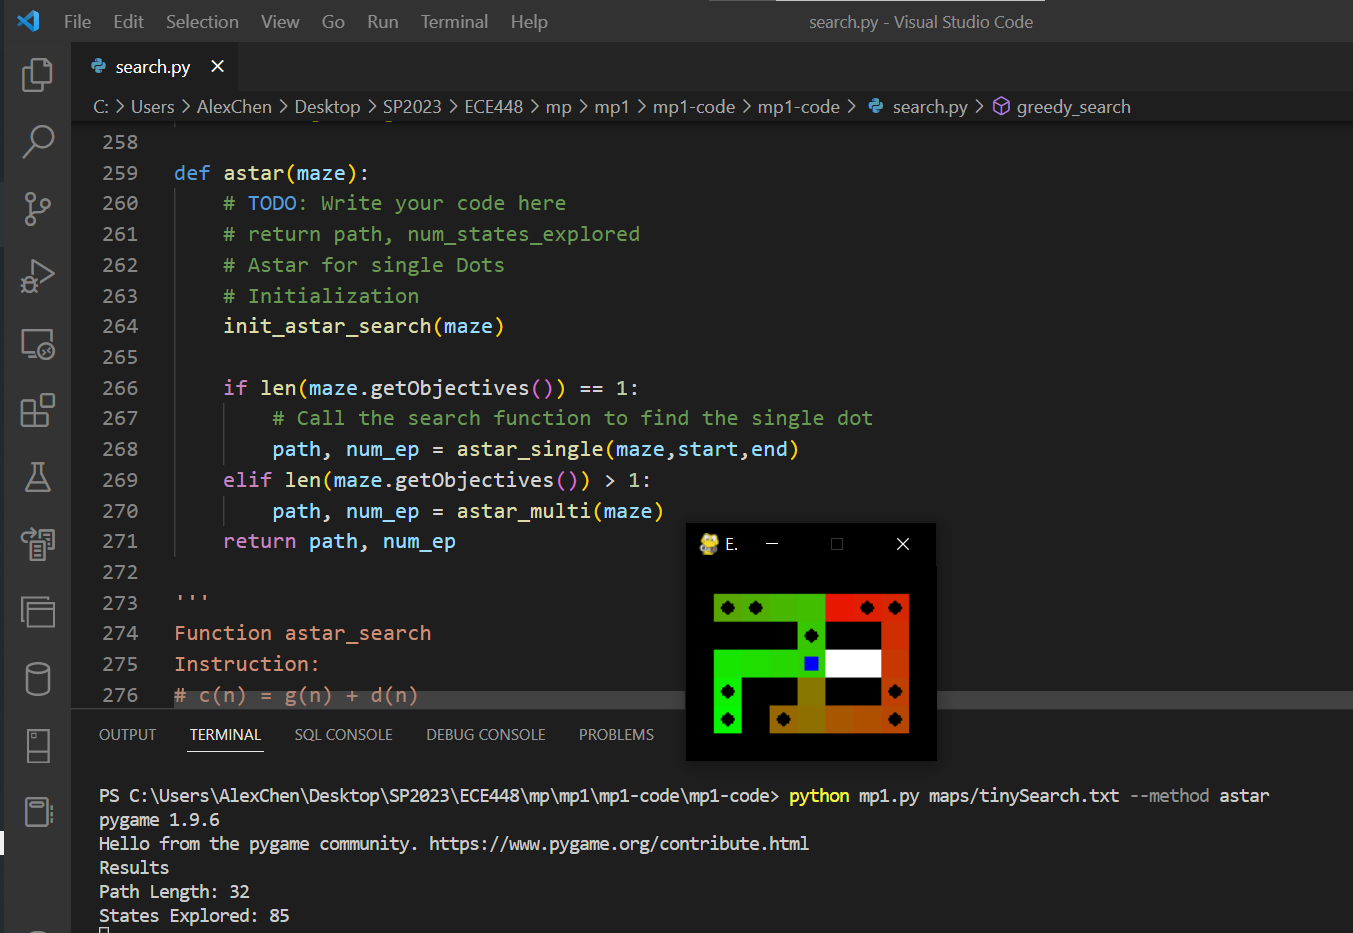 File Edit Selection View Go Run Terminal Help search.py - Visual Studio Code
search.py
C: > Users > AlexChen > Desktop > SP2023 > ECE448 > mp > mp1 > mp1-code > mp1-code > search.py > greedy_search
258
259 def astar(maze):
260 # TODO: Write your code here
261 # return path, num_states_explored
262 # Astar for single Dots
263 # Initialization
264 init_astar_search(maze)
265
266 if len(maze.getObjectives()) == 1:
267 # Call the search function to find the single dot
268 path, num_ep = astar_single(maze,start,end)
269 elif len(maze.getObjectives()) > 1:
270 path, num_ep = astar_multi(maze)
271 return path, num_ep
272
273 '''
274 Function astar_search
275 Instruction:
276 # c(n) = g(n) + d(n)
E.
OUTPUT TERMINAL SQL CONSOLE DEBUG CONSOLE PROBLEMS
PS C:\Users\AlexChen\Desktop\SP2023\ECE448\mp\mp1\mp1-code\mp1-code> python mp1.py maps/tinySearch.txt --method astar
pygame 1.9.6
Hello from the pygame community. https://www.pygame.org/contribute.html
Results
Path Length: 32
States Explored: 85